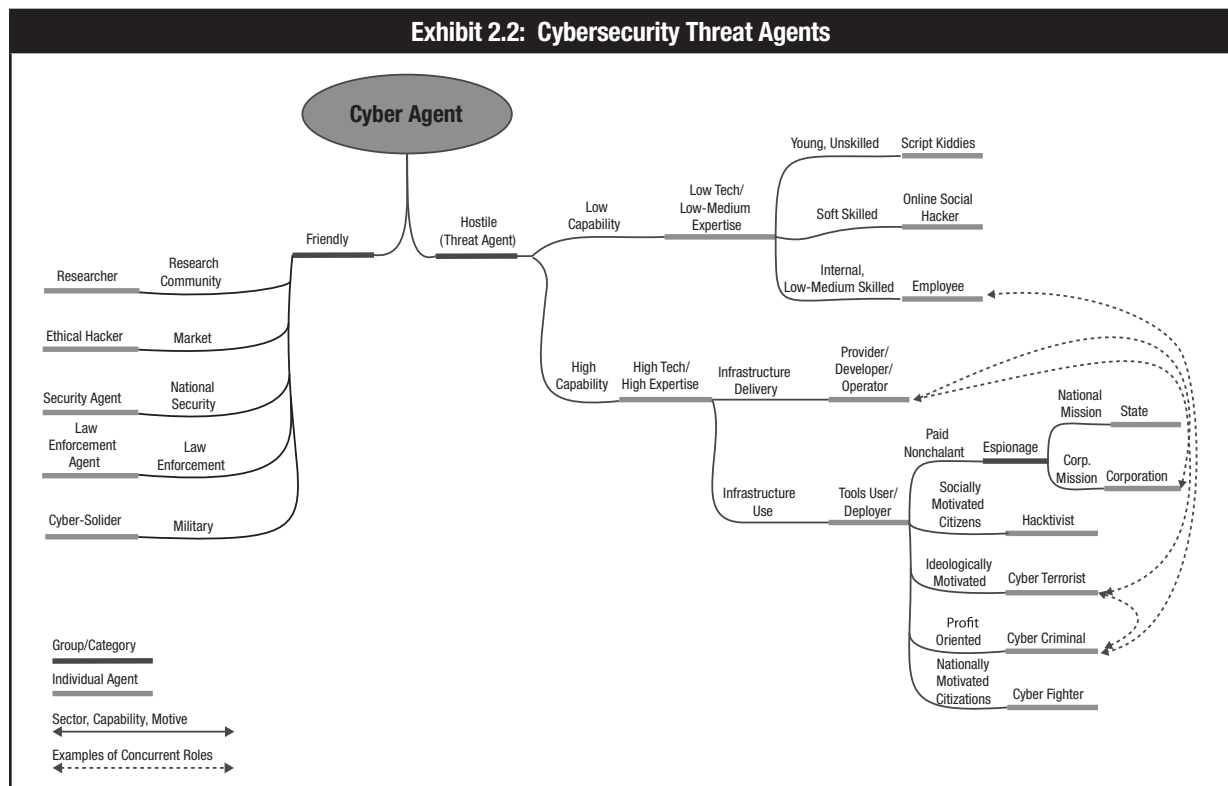 Exhibit 2.2: Cybersecurity Threat Agents
Cyber Agent
Friendly
Research
Community
Researcher
Market
Ethical Hacker
National
Security
Security Agent
Law
Enforcement
Law
Enforcement
Agent
Military
Cyber-Solider
Hostile
(Threat Agent)
Low
Capability
Low Tech/
Low-Medium
Expertise
Young, Unskilled
Script Kiddies
Soft Skilled
Online Social
Hacker
Internal,
Low-Medium Skilled
Employee
High
Capability
High Tech/
High Expertise
Infrastructure
Delivery
Provider/
Developer/
Operator
Infrastructure
Use
Tools User/
Deployer
Paid
Nonchalant
Espionage
National
Mission
State
Corp.
Mission
Corporation
Socially
Motivated
Citizens
Hacktivist
Ideologically
Motivated
Cyber Terrorist
Profit
Oriented
Cyber Criminal
Nationally
Motivated
Citizations
Cyber Fighter
Group/Category
Individual Agent
Sector, Capability, Motive
Examples of Concurrent Roles